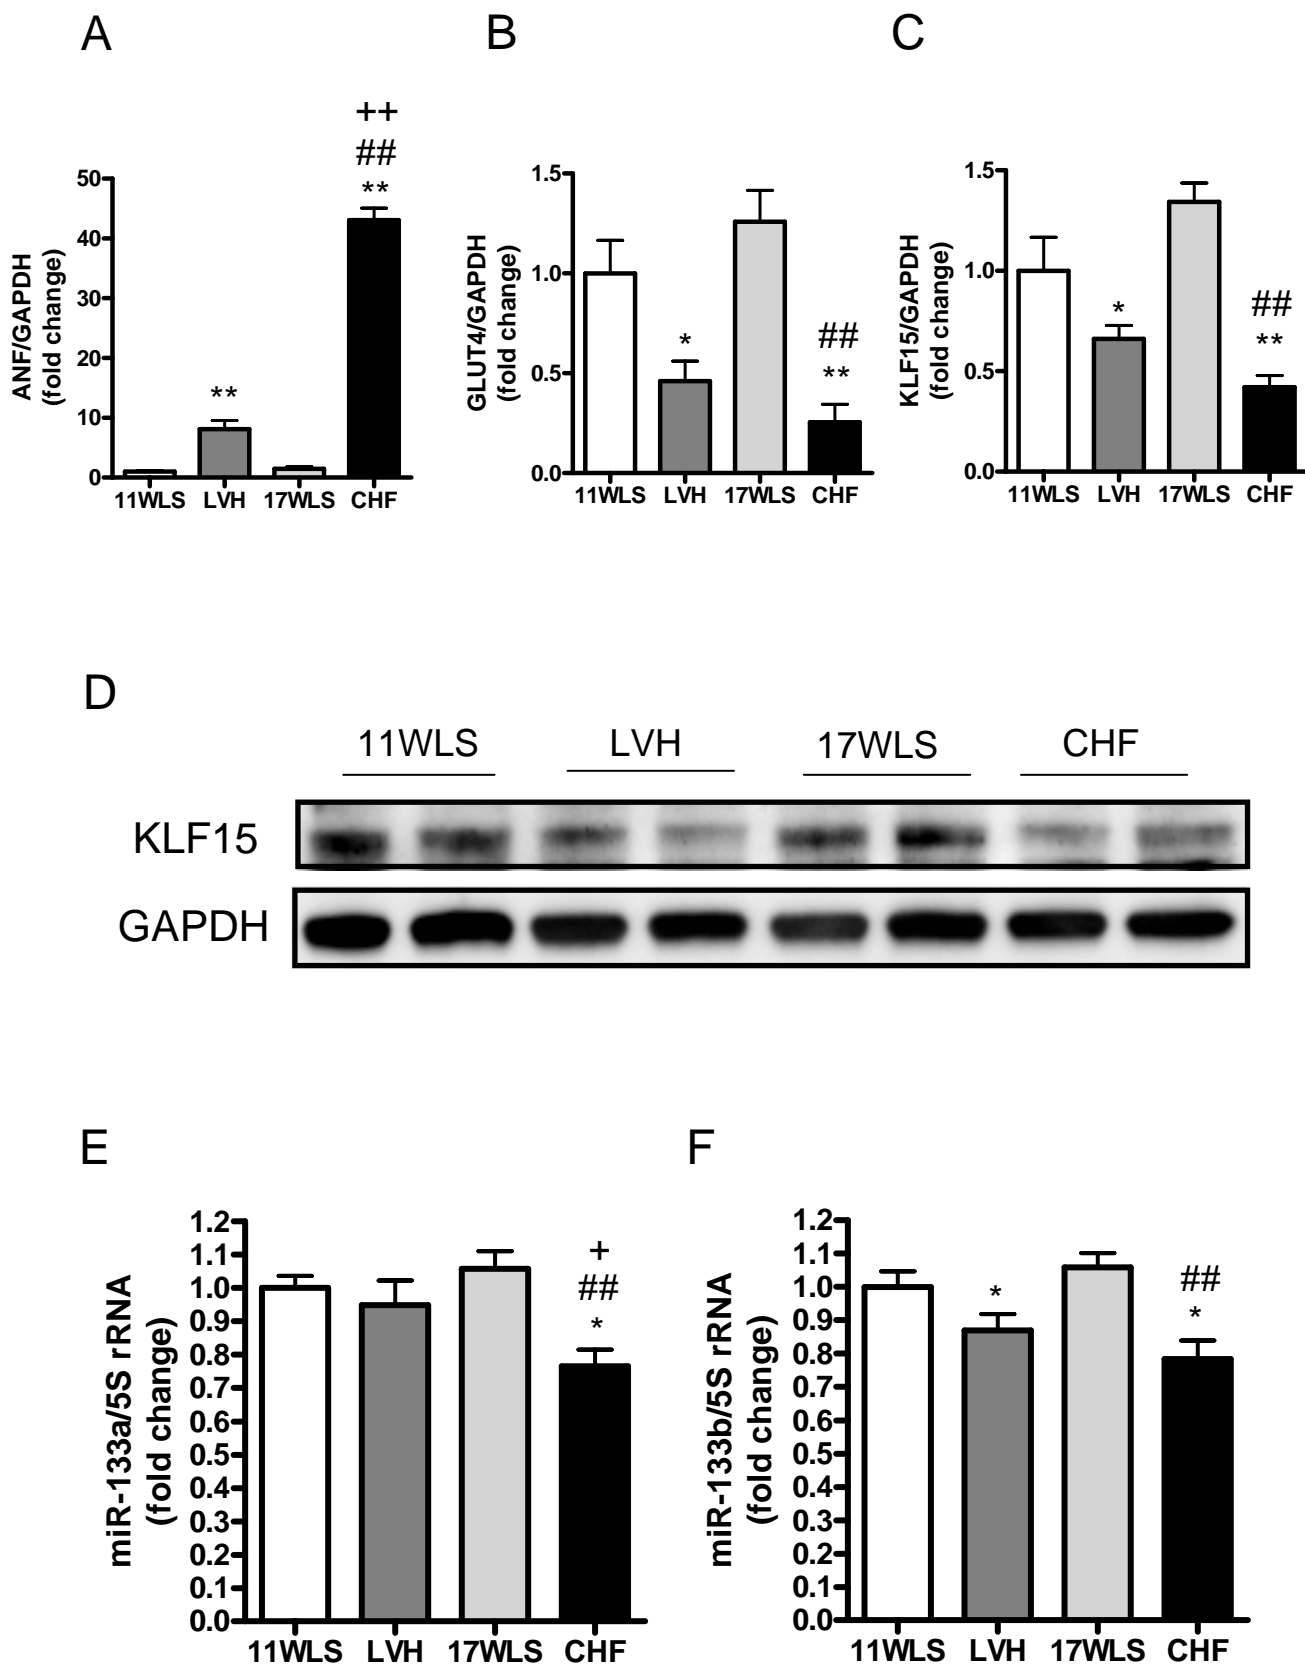 A
B
C
++
##
**
**
50
40
30
20
10
0
ANF/GAPDH
(fold change)
11WLS LVH 17WLS CHF
##
**
*
1.5
1.0
0.5
0.0
GLUT4/GAPDH
(fold change)
11WLS LVH 17WLS CHF
##
**
*
1.5
1.0
0.5
0.0
KLF15/GAPDH
(fold change)
11WLS LVH 17WLS CHF
D
11WLS LVH 17WLS CHF
KLF15
GAPDH
E
F
+
##
*
1.2
1.1
1.0
0.9
0.8
0.7
0.6
0.5
0.4
0.3
0.2
0.1
0.0
miR-133a/5S rRNA
(fold change)
11WLS LVH 17WLS CHF
##
*
*
1.2
1.1
1.0
0.9
0.8
0.7
0.6
0.5
0.4
0.3
0.2
0.1
0.0
miR-133b/5S rRNA
(fold change)
11WLS LVH 17WLS CHF